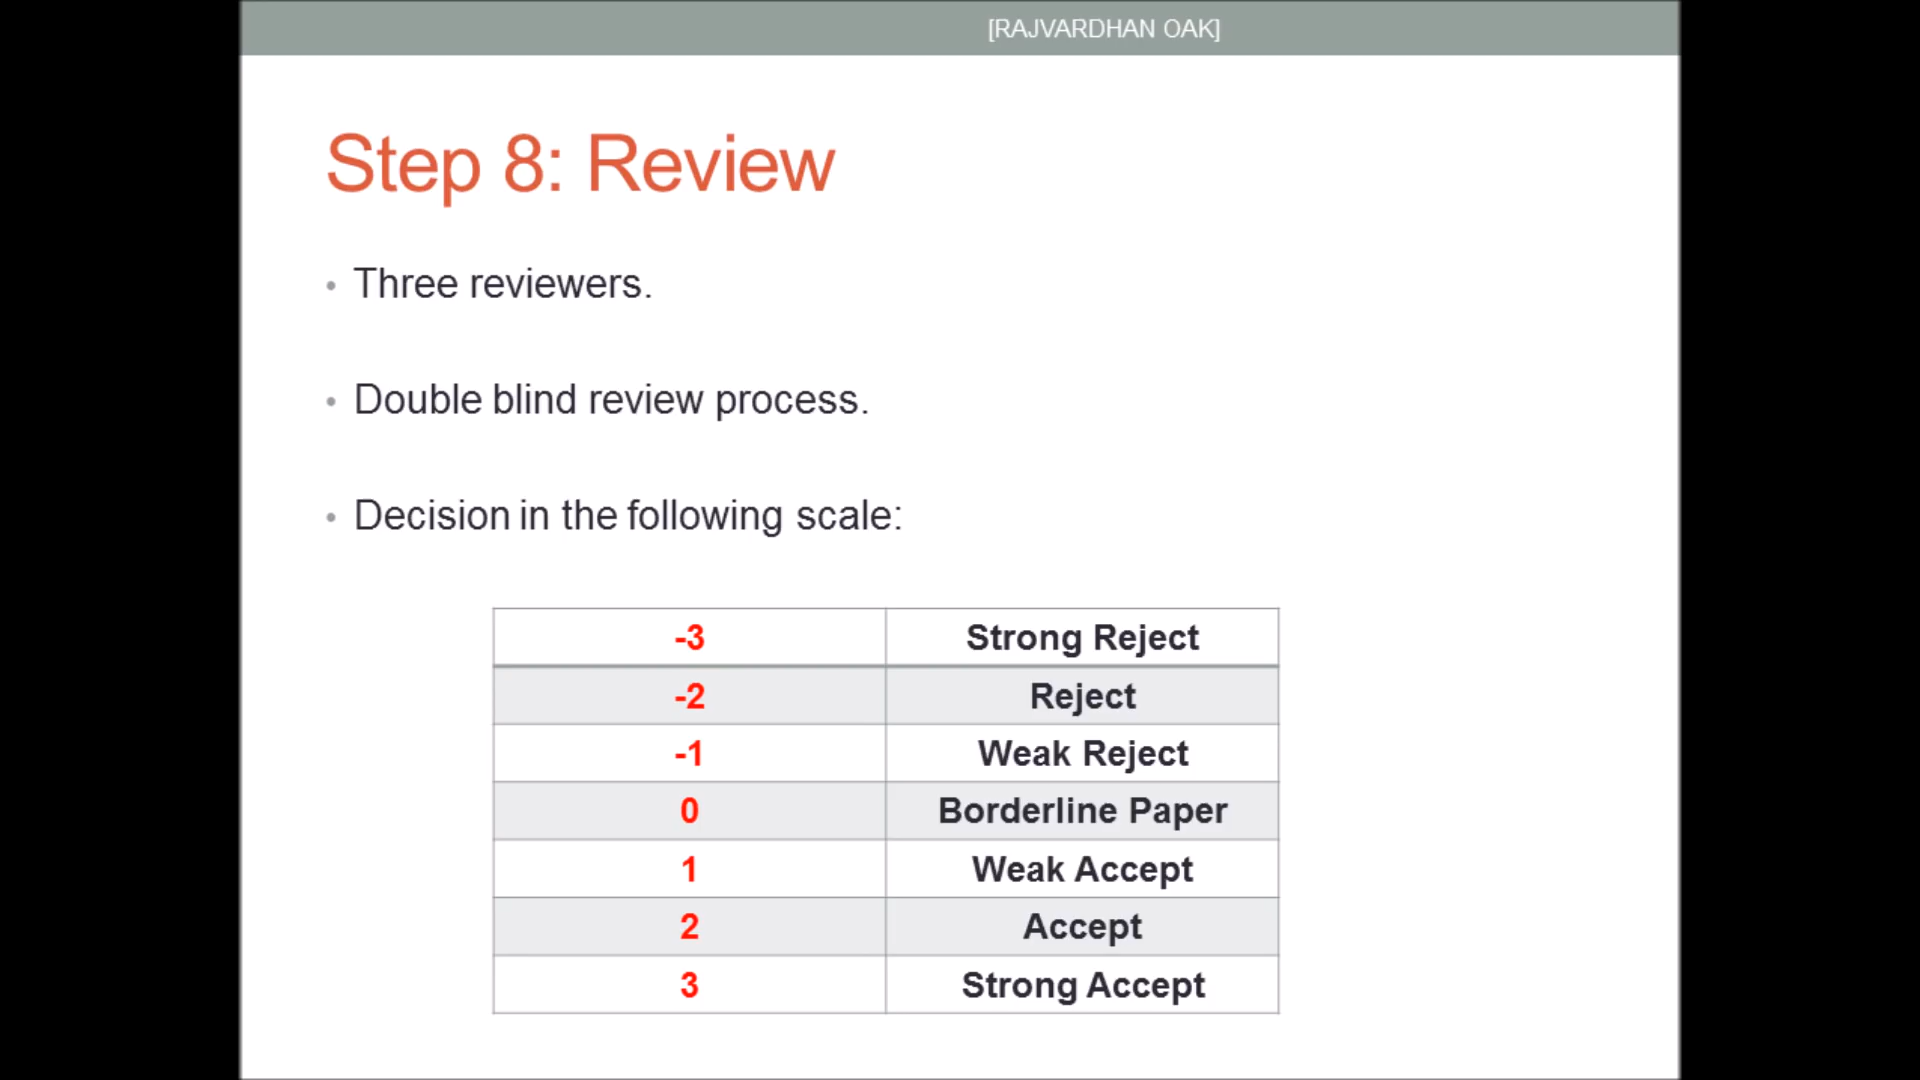 [RAJVARDHAN OAK]
Step 8: Review
• Three reviewers.
• Double blind review process.
• Decision in the following scale:
-3 Strong Reject
-2 Reject
-1 Weak Reject
0 Borderline Paper
1 Weak Accept
2 Accept
3 Strong Accept